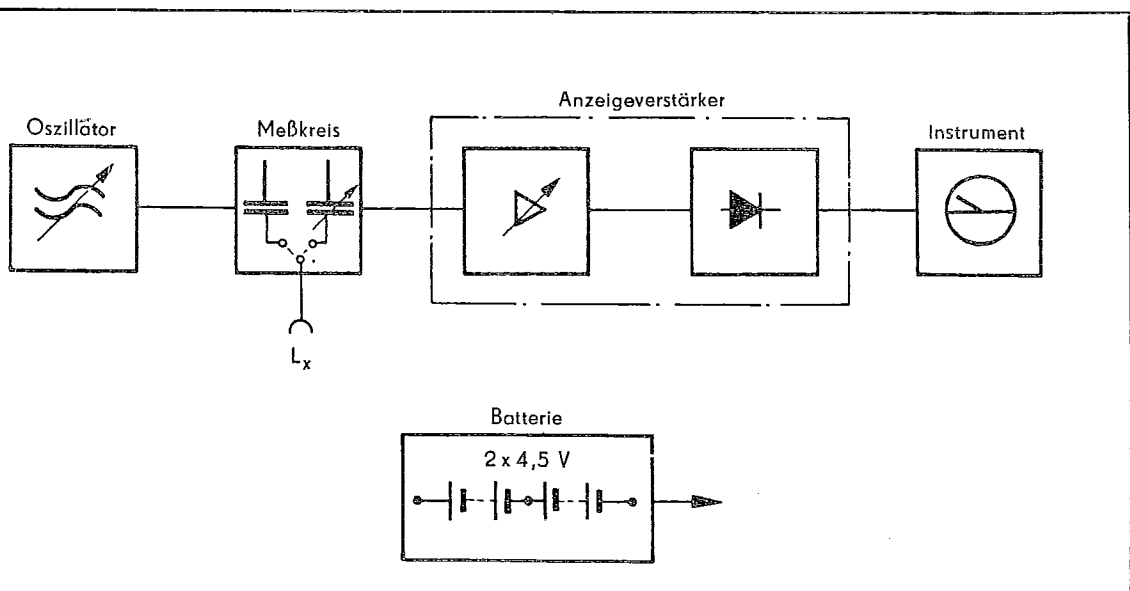 Anzeigeverstärker
Oszillator
Meßkreis
Instrument
Lx
Batterie
2 x 4,5 V